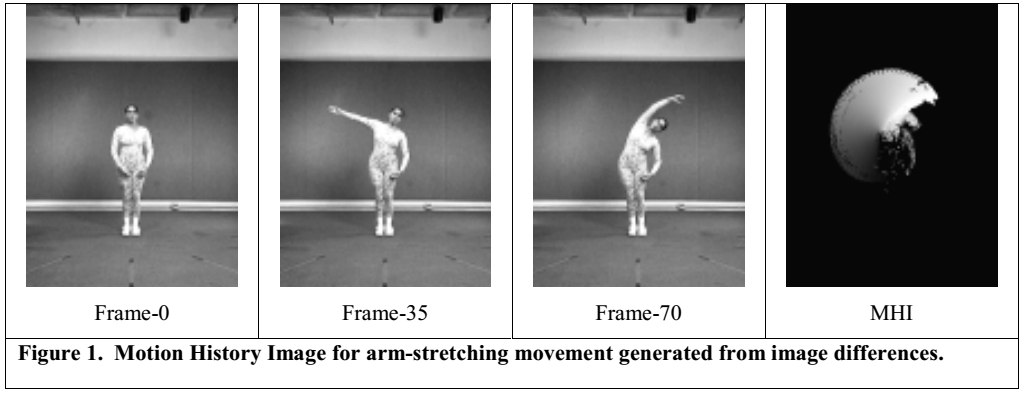 Frame-0
Frame-35
Frame-70
MHI
Figure 1. Motion History Image for arm-stretching movement generated from image differences.